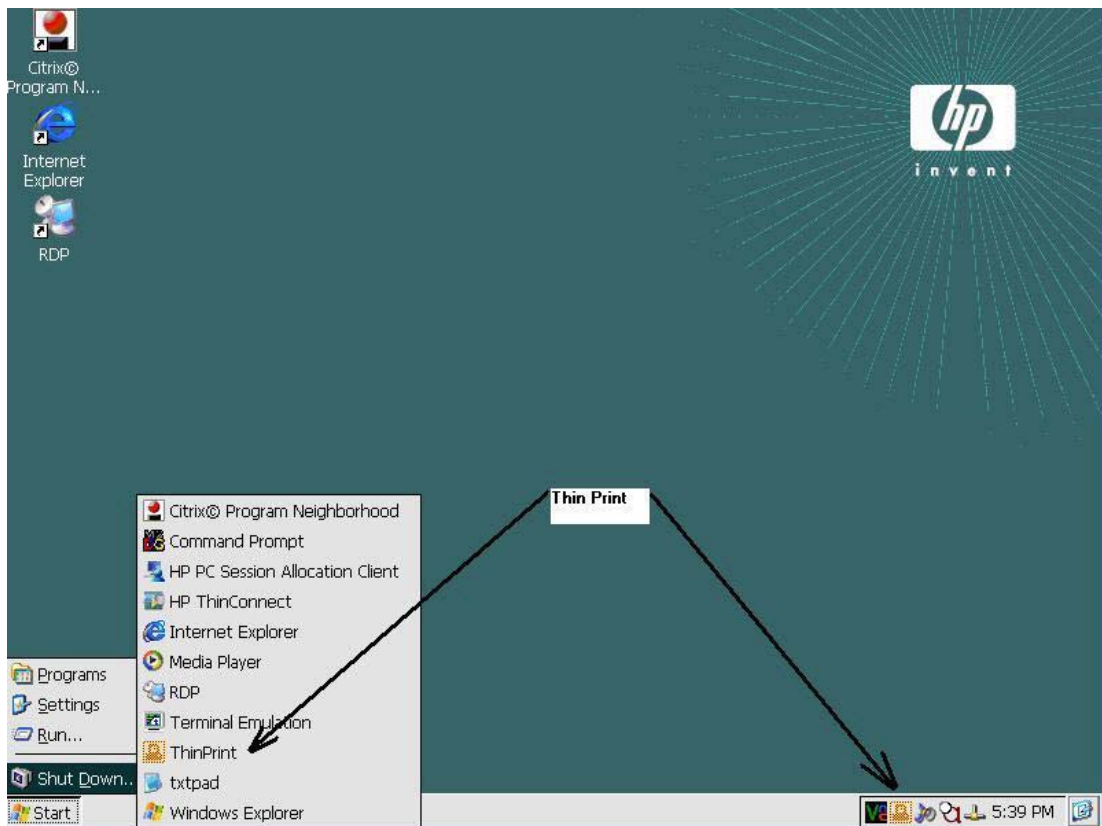 Citrix©
Program N...
Internet
Explorer
RDP
hp
invent
Thin Print
Citrix© Program Neighborhood
Command Prompt
HP PC Session Allocation Client
HP ThinConnect
Internet Explorer
Media Player
RDP
Terminal Emulation
ThinPrint
txtpad
Windows Explorer
Programs
Settings
Run...
Shut Down...
Start
5:39 PM